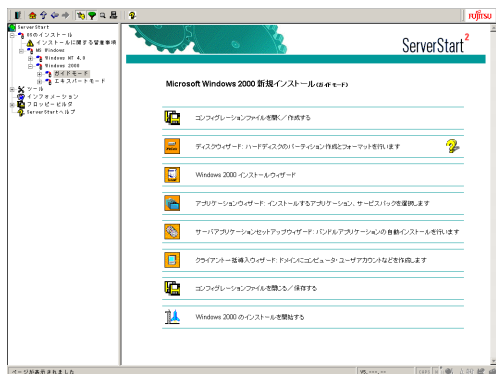 FUJITSU
ServerStart
OSのインストール
インストールに関する留意事項
MS Windows
Windows NT 4.0
Windows 2000
ガイドモード
エキスパートモード
ツール
インフォメーション
フロッピービルダ
ServerStartヘルプ
ServerStart2
Microsoft Windows 2000 新規インストール(ガイドモード)
コンフィグレーションファイルを開く／作成する
ディスクウィザード: ハードディスクのパーティション作成とフォーマットを行います
Windows 2000 インストールウィザード
アプリケーションウィザード: インストールするアプリケーション、サービスパックを選択します
サーバアプリケーションセットアップウィザード: バンドルアプリケーションの自動インストールを行います
クライアント一括導入ウィザード: ドメインにコンピュータ・ユーザアカウントなどを作成します
コンフィグレーションファイルを閉じる／保存する
Windows 2000 のインストールを開始する
ページが表示されました